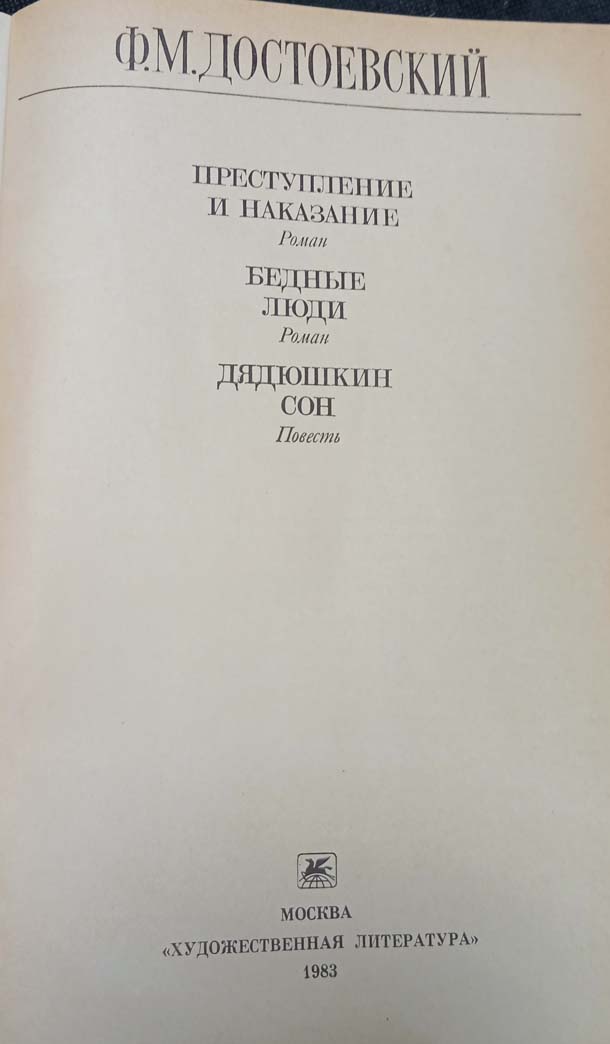 Ф.М.ДОСТОЕВСКИЙ
ПРЕСТУПЛЕНИЕ
И НАКАЗАНИЕ
Роман
БЕДНЫЕ
ЛЮДИ
Роман
ДЯДЮШКИН
СОН
Повесть
МОСКВА
«ХУДОЖЕСТВЕННАЯ ЛИТЕРАТУРА»
1983